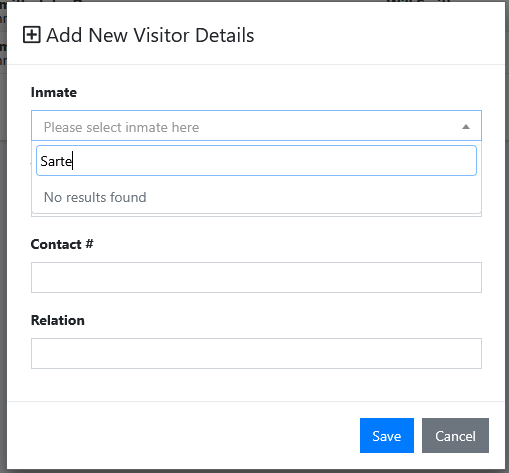 Add New Visitor Details
Inmate
Please select inmate here
Sarte
No results found
Contact #
Relation
Save
Cancel